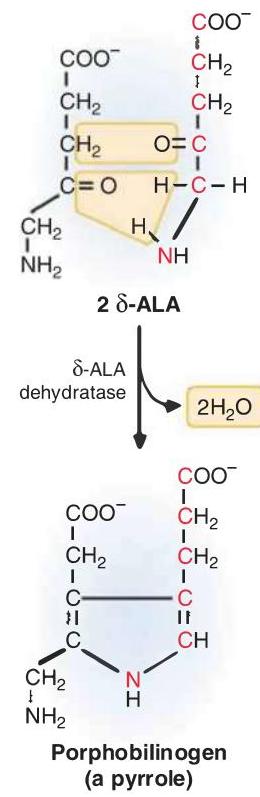 COO⁻
COO⁻
CH₂
CH₂
CH₂
CH₂
O=C
C=O
H–C–H
CH₂
H
NH₂
NH
2 δ-ALA
δ-ALA
dehydratase
2H₂O
COO⁻
COO⁻
CH₂
CH₂
CH₂
C
C
C
CH
CH₂
N
H
NH₂
Porphobilinogen
(a pyrrole)